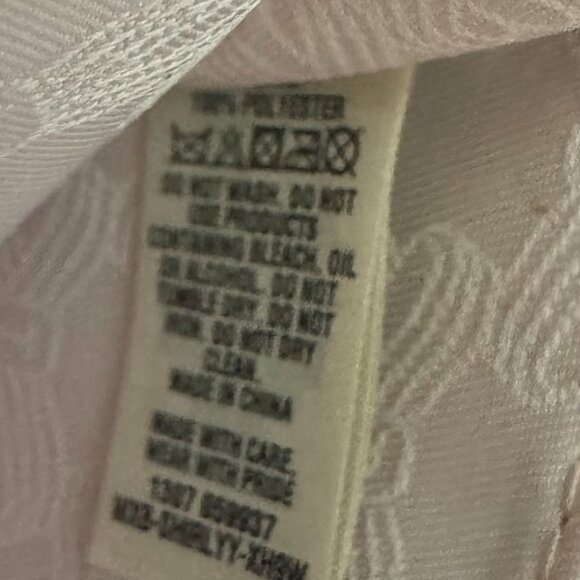 100% POLYESTER
DO NOT WASH. DO NOT
USE PRODUCTS
CONTAINING BLEACH, OIL
OR ALCOHOL. DO NOT
TUMBLE DRY. DO NOT
IRON. DO NOT DRY
CLEAN.
MADE IN CHINA
MADE WITH CARE,
WEAR WITH PRIDE
1307